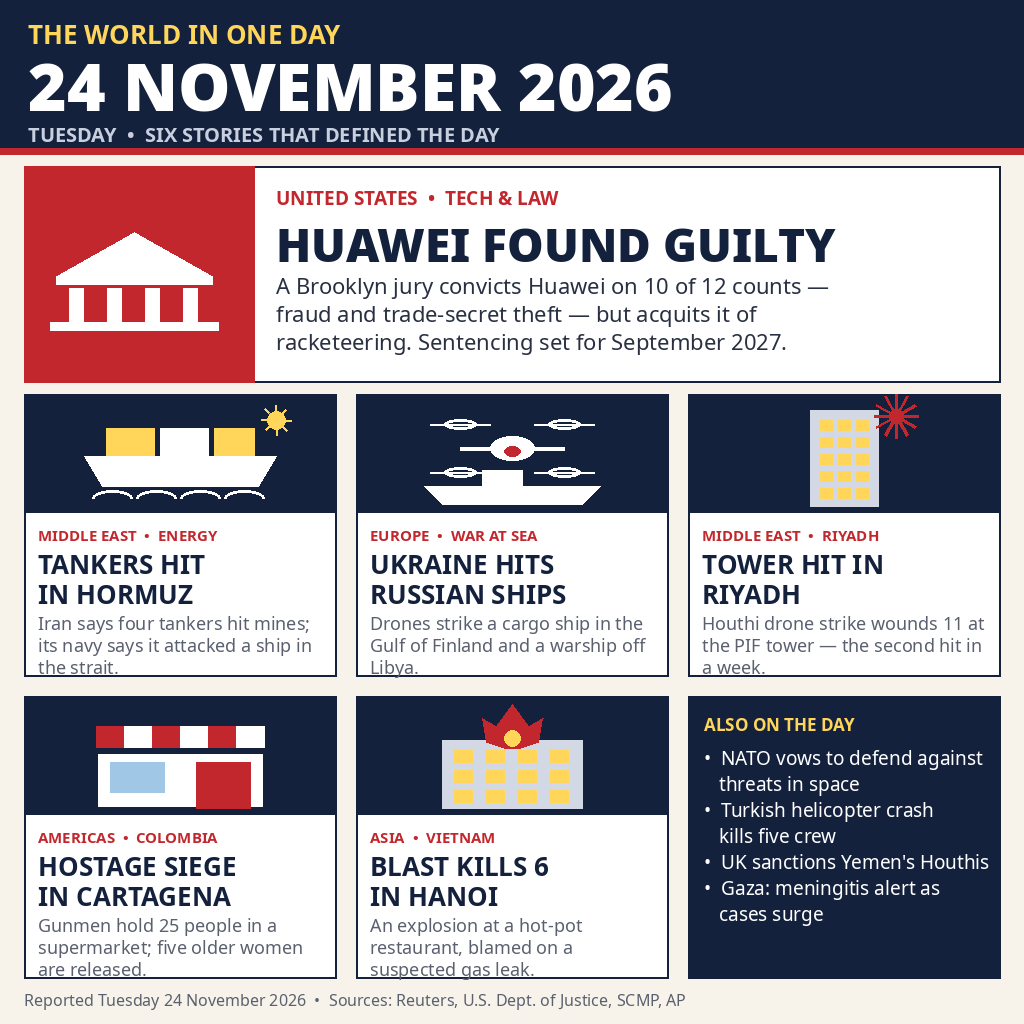 THE WORLD IN ONE DAY
24 NOVEMBER 2026
TUESDAY • SIX STORIES THAT DEFINED THE DAY
UNITED STATES • TECH & LAW
HUAWEI FOUND GUILTY
A Brooklyn jury convicts Huawei on 10 of 12 counts —
fraud and trade-secret theft — but acquits it of
racketeering. Sentencing set for September 2027.
MIDDLE EAST • ENERGY
TANKERS HIT
IN HORMUZ
Iran says four tankers hit mines;
its navy says it attacked a ship in
the strait.
EUROPE • WAR AT SEA
UKRAINE HITS
RUSSIAN SHIPS
Drones strike a cargo ship in the
Gulf of Finland and a warship off
Libya.
MIDDLE EAST • RIYADH
TOWER HIT IN
RIYADH
Houthi drone strike wounds 11 at
the PIF tower — the second hit in
a week.
AMERICAS • COLOMBIA
HOSTAGE SIEGE
IN CARTAGENA
Gunmen hold 25 people in a
supermarket; five older women
are released.
ASIA • VIETNAM
BLAST KILLS 6
IN HANOI
An explosion at a hot-pot
restaurant, blamed on a
suspected gas leak.
ALSO ON THE DAY
• NATO vows to defend against
threats in space
• Turkish helicopter crash
kills five crew
• UK sanctions Yemen's Houthis
• Gaza: meningitis alert as
cases surge
Reported Tuesday 24 November 2026 • Sources: Reuters, U.S. Dept. of Justice, SCMP, AP